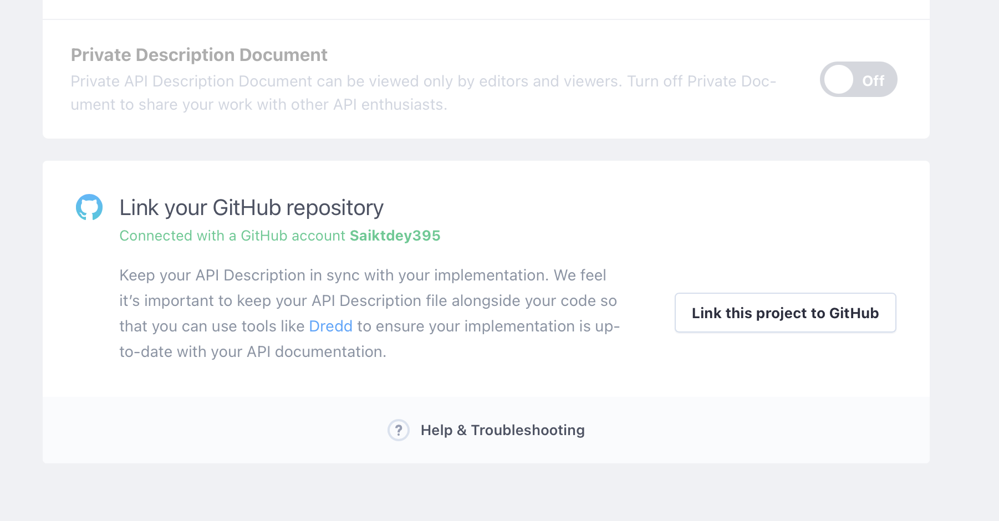 Private Description Document
Private API Description Document can be viewed only by editors and viewers. Turn off Private Doc-
ument to share your work with other API enthusiasts.
Off
Link your GitHub repository
Connected with a GitHub account Saiktdey395
Keep your API Description in sync with your implementation. We feel
it’s important to keep your API Description file alongside your code so
that you can use tools like Dredd to ensure your implementation is up-
to-date with your API documentation.
Link this project to GitHub
? Help & Troubleshooting